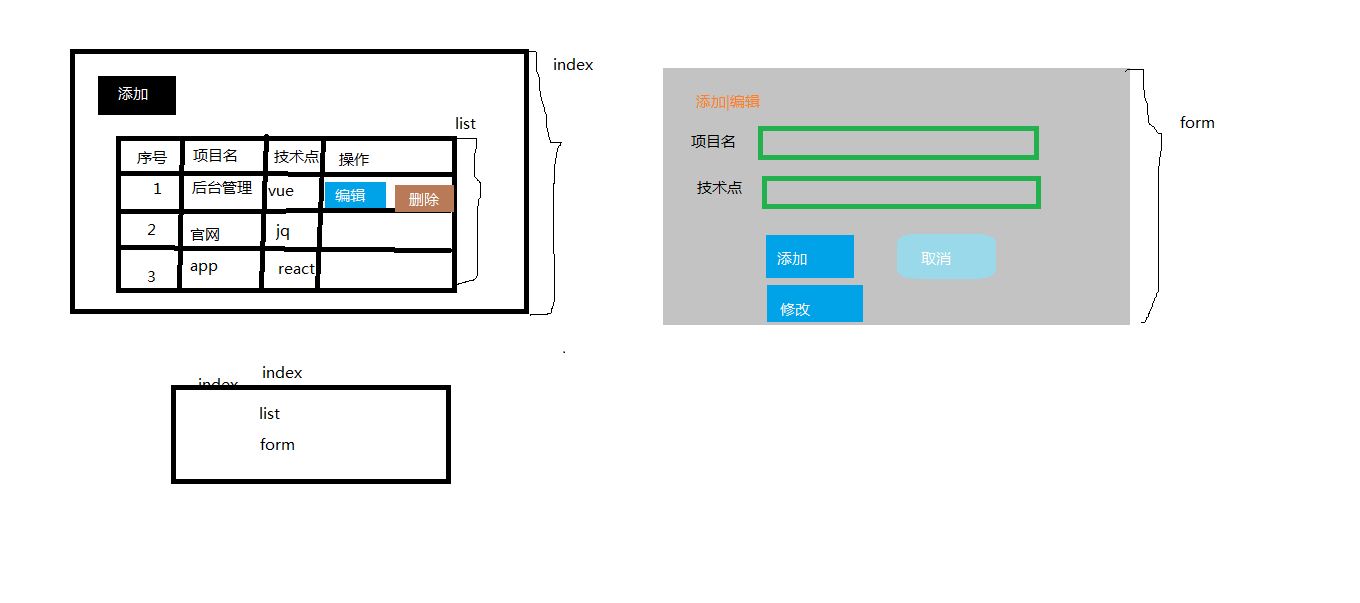 index
添加
list
序号 项目名 技术点 操作
1 后台管理 vue 编辑 删除
2 官网 jq
3 app react
添加|编辑
项目名
技术点
添加 取消
修改
form
index
index
list
form